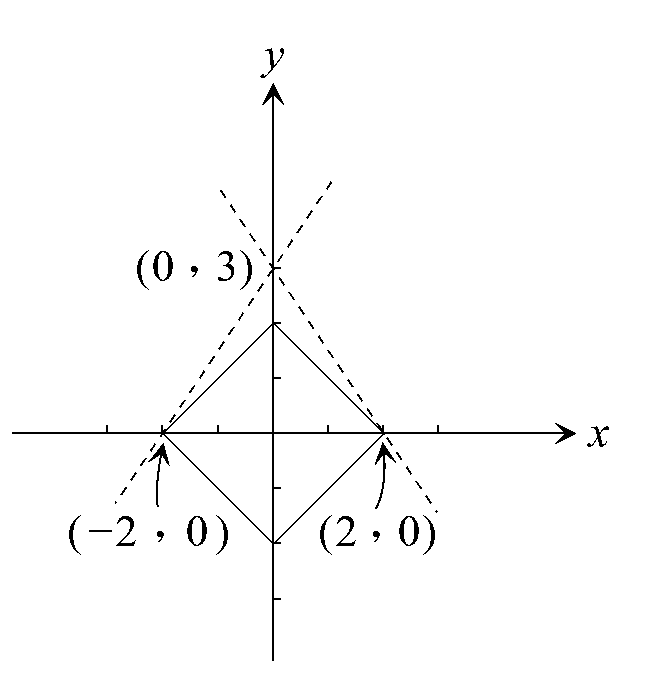 y
(0，3)
x
(−2，0) (2，0)